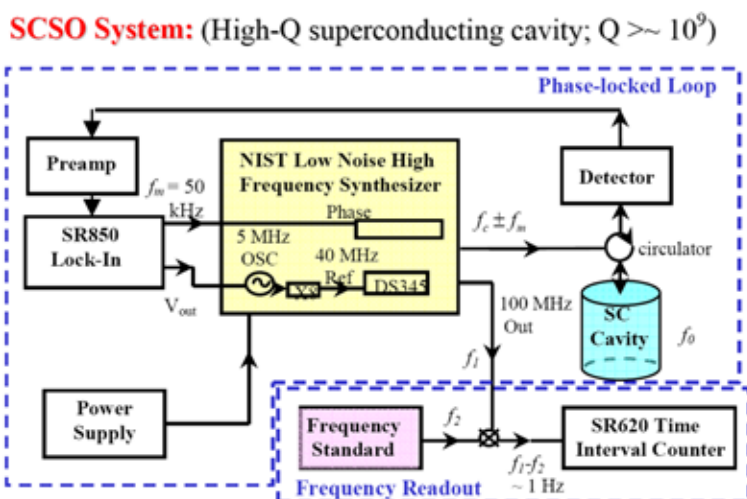 SCSO System: (High-Q superconducting cavity; Q >~ 10⁹)
Phase-locked Loop
Preamp
fₘ = 50
kHz
NIST Low Noise High
Frequency Synthesizer
Phase
Detector
SR850
Lock-In
5 MHz
OSC
40 MHz
Ref
X8
DS345
f꜀ ± fₘ
circulator
Vout
100 MHz
Out
SC
Cavity
f₀
f₁
Power
Supply
Frequency
Standard
f₂
f₁-f₂
~ 1 Hz
SR620 Time
Interval Counter
Frequency Readout